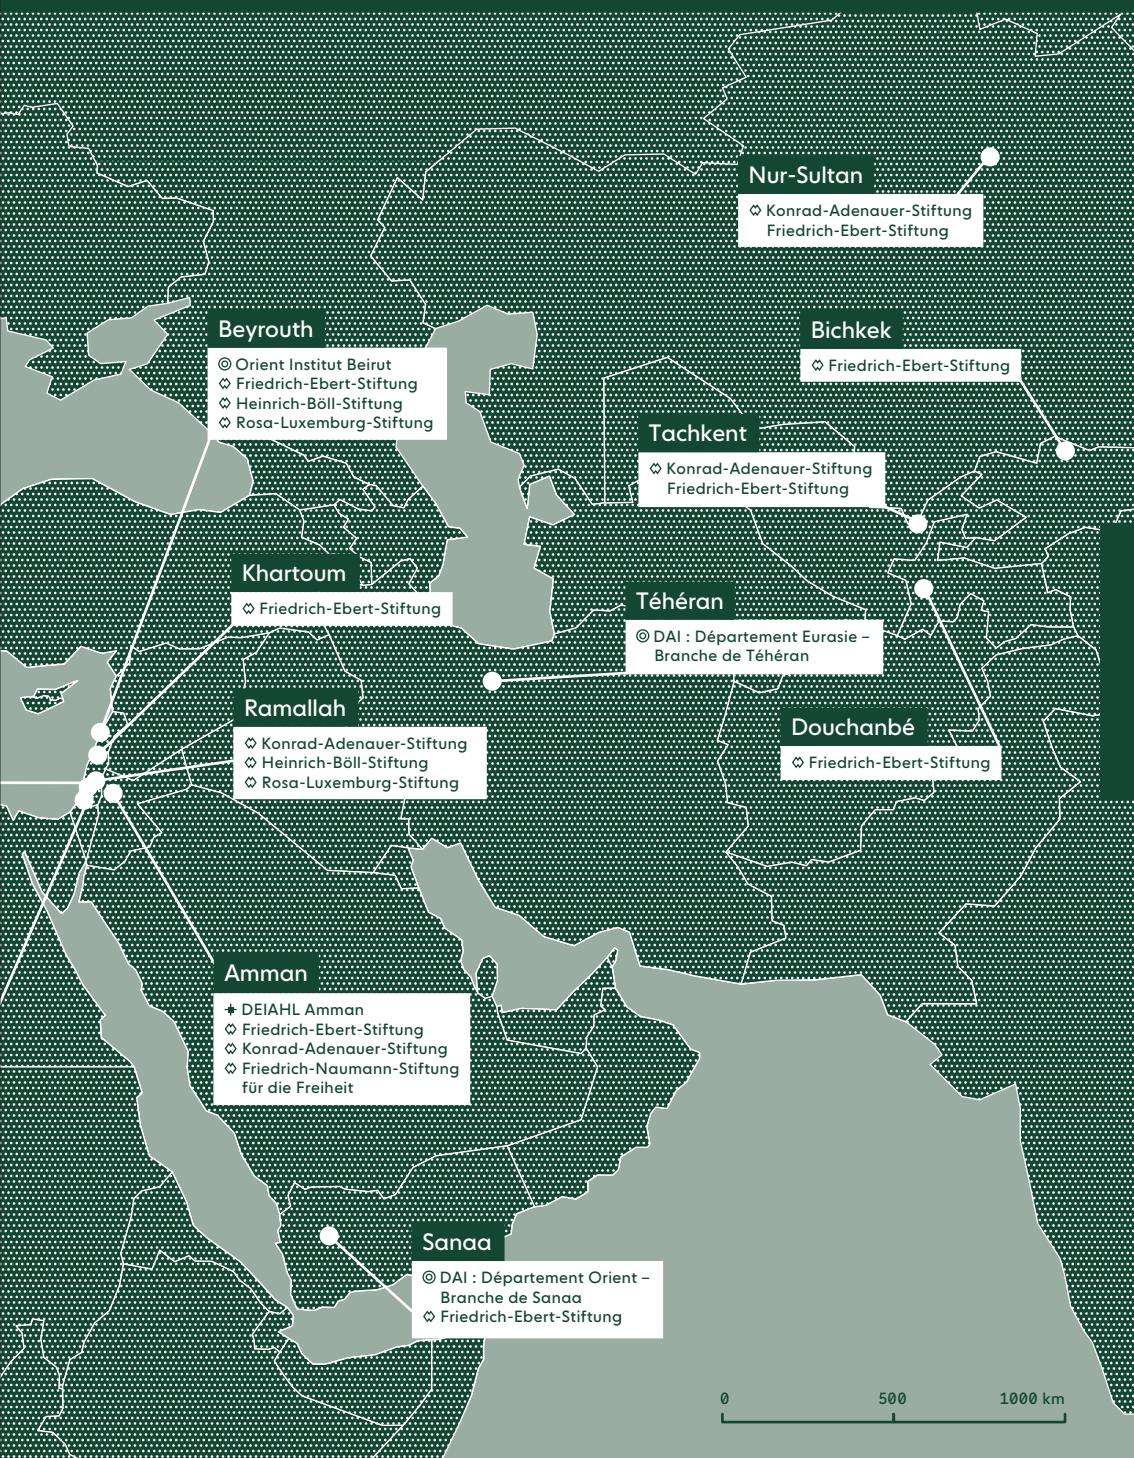 Nur-Sultan
Konrad-Adenauer-Stiftung
Friedrich-Ebert-Stiftung
Beyrouth
Orient Institut Beirut
Friedrich-Ebert-Stiftung
Heinrich-Böll-Stiftung
Rosa-Luxemburg-Stiftung
Bichkek
Friedrich-Ebert-Stiftung
Tachkent
Konrad-Adenauer-Stiftung
Friedrich-Ebert-Stiftung
Khartoum
Friedrich-Ebert-Stiftung
Téhéran
DAI : Département Eurasie –
Branche de Téhéran
Ramallah
Konrad-Adenauer-Stiftung
Heinrich-Böll-Stiftung
Rosa-Luxemburg-Stiftung
Douchanbé
Friedrich-Ebert-Stiftung
Amman
DEIAHL Amman
Friedrich-Ebert-Stiftung
Konrad-Adenauer-Stiftung
Friedrich-Naumann-Stiftung
für die Freiheit
Sanaa
DAI : Département Orient –
Branche de Sanaa
Friedrich-Ebert-Stiftung
0 500 1000 km